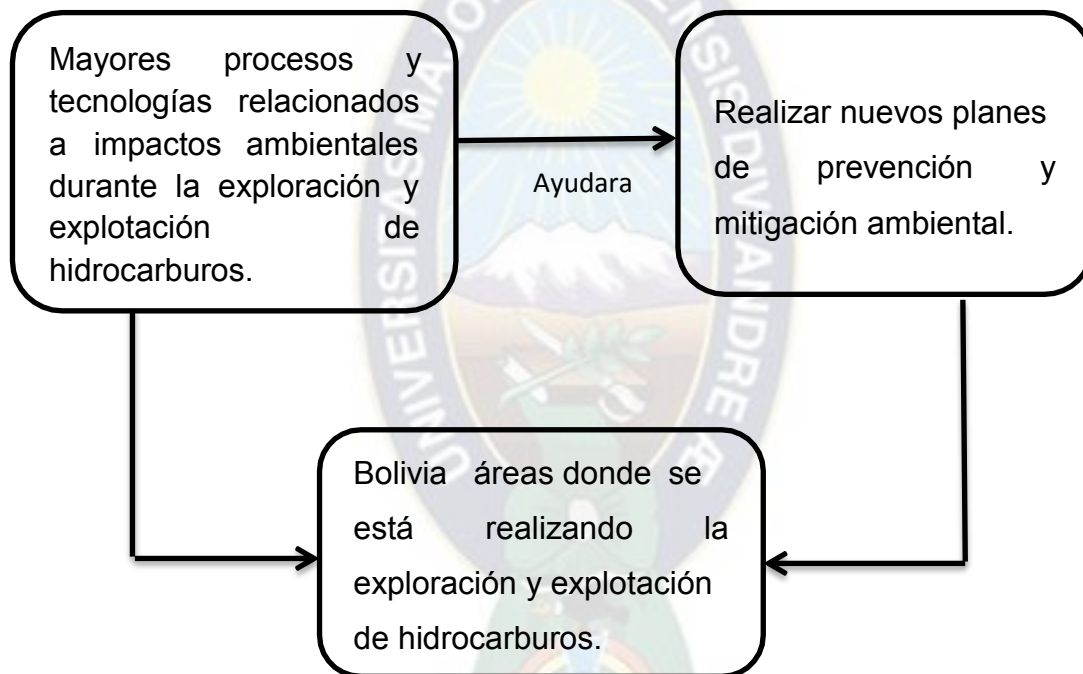 Mayores procesos y
tecnologías relacionados
a impactos ambientales
durante la exploración y
explotación de
hidrocarburos.
Ayudara
Realizar nuevos planes
de prevención y
mitigación ambiental.
Bolivia áreas donde se
está realizando la
exploración y explotación
de hidrocarburos.